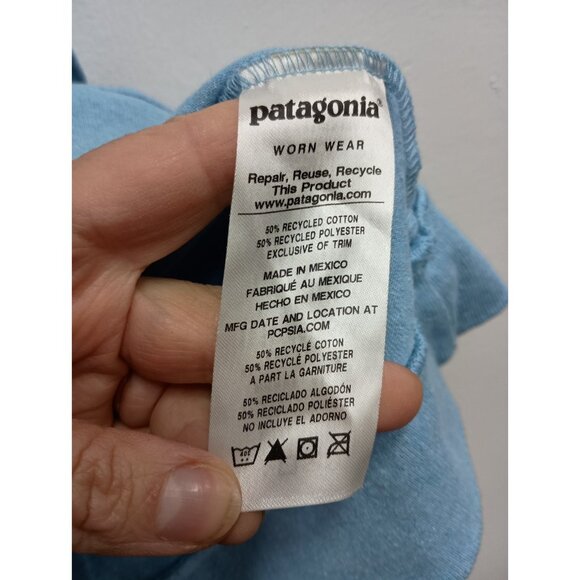 patagonia®
WORN WEAR
Repair, Reuse, Recycle
This Product
www.patagonia.com
50% RECYCLED COTTON
50% RECYCLED POLYESTER
EXCLUSIVE OF TRIM
MADE IN MEXICO
FABRIQUÉ AU MEXIQUE
HECHO EN MEXICO
MFG DATE AND LOCATION AT
PCPSIA.COM
50% RECYCLÉ COTON
50% RECYCLÉ POLYESTER
A PART LA GARNITURE
50% RECICLADO ALGODÓN
50% RECICLADO POLIÉSTER
NO INCLUYE EL ADORNO